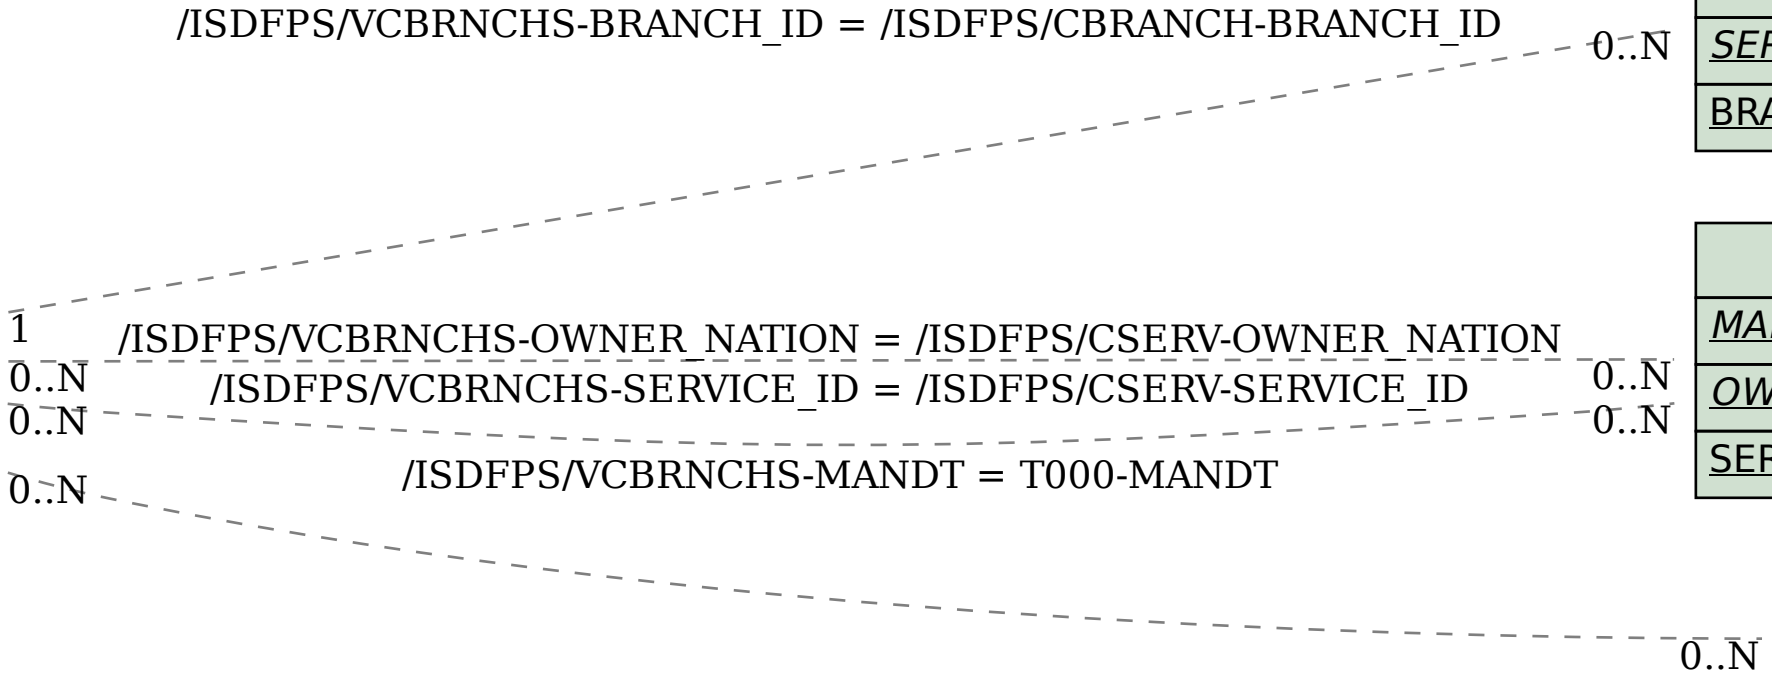 /ISDFPS/VCBRNCHS-BRANCH_ID = /ISDFPS/CBRANCH-BRANCH_ID
0..N
1
/ISDFPS/VCBRNCHS-OWNER_NATION = /ISDFPS/CSERV-OWNER_NATION
0..N
0..N
/ISDFPS/VCBRNCHS-SERVICE_ID = /ISDFPS/CSERV-SERVICE_ID
0..N
0..N
/ISDFPS/VCBRNCHS-MANDT = T000-MANDT
0..N
0..N